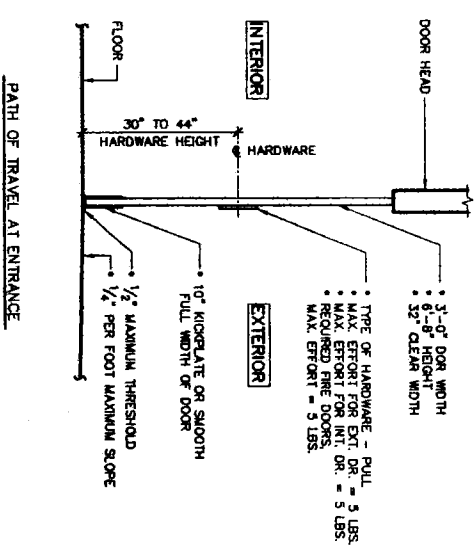 DOOR HEAD
• 3'-0" DOR WIDTH
• 6'-8" HEIGHT
• 32" CLEAR WIDTH
INTERIOR
EXTERIOR
• TYPE OF HARDWARE - PULL
• MAX. EFFORT FOR EXT. DR. = 5 LBS.
• MAX. EFFORT FOR INT. DR. = 5 LBS.
• REQUIRED FIRE DOORS,
MAX. EFFORT = 5 LBS.
30" TO 44"
HARDWARE HEIGHT
℄ HARDWARE
• 10" KICKPLATE OR SMOOTH
FULL WIDTH OF DOOR
FLOOR
• 1/2" MAXIMUM THRESHOLD
• 1/4" PER FOOT MAXIMUM SLOPE
PATH OF TRAVEL AT ENTRANCE